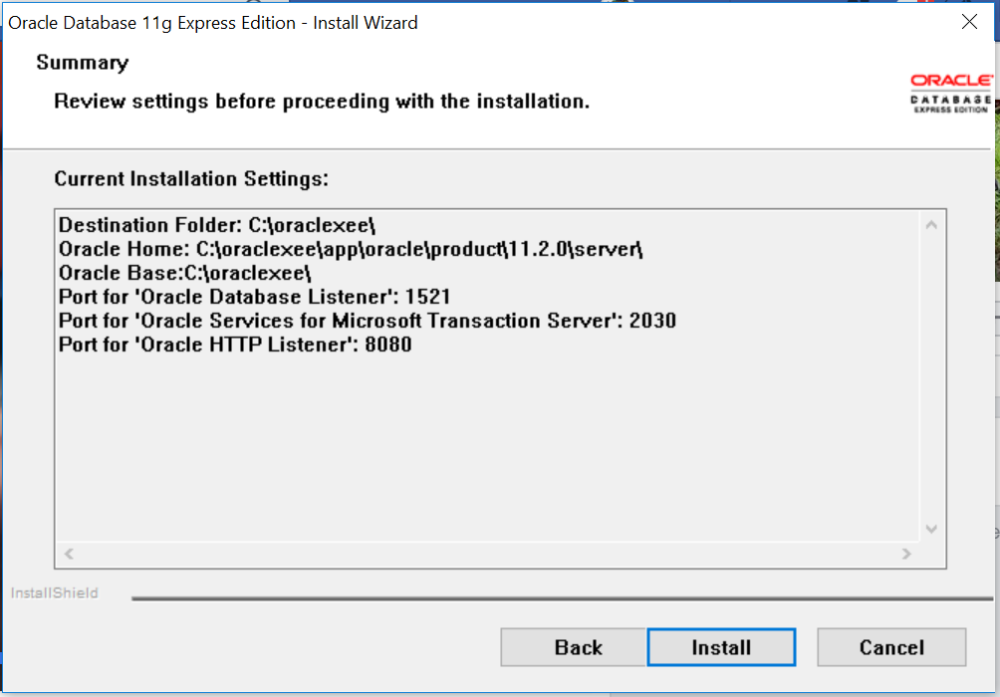 Oracle Database 11g Express Edition - Install Wizard
Summary
Review settings before proceeding with the installation.
ORACLE
DATABASE
EXPRESS EDITION
Current Installation Settings:
Destination Folder: C:\oraclexee\
Oracle Home: C:\oraclexee\app\oracle\product\11.2.0\server\
Oracle Base:C:\oraclexee\
Port for 'Oracle Database Listener': 1521
Port for 'Oracle Services for Microsoft Transaction Server': 2030
Port for 'Oracle HTTP Listener': 8080
InstallShield
Back Install Cancel